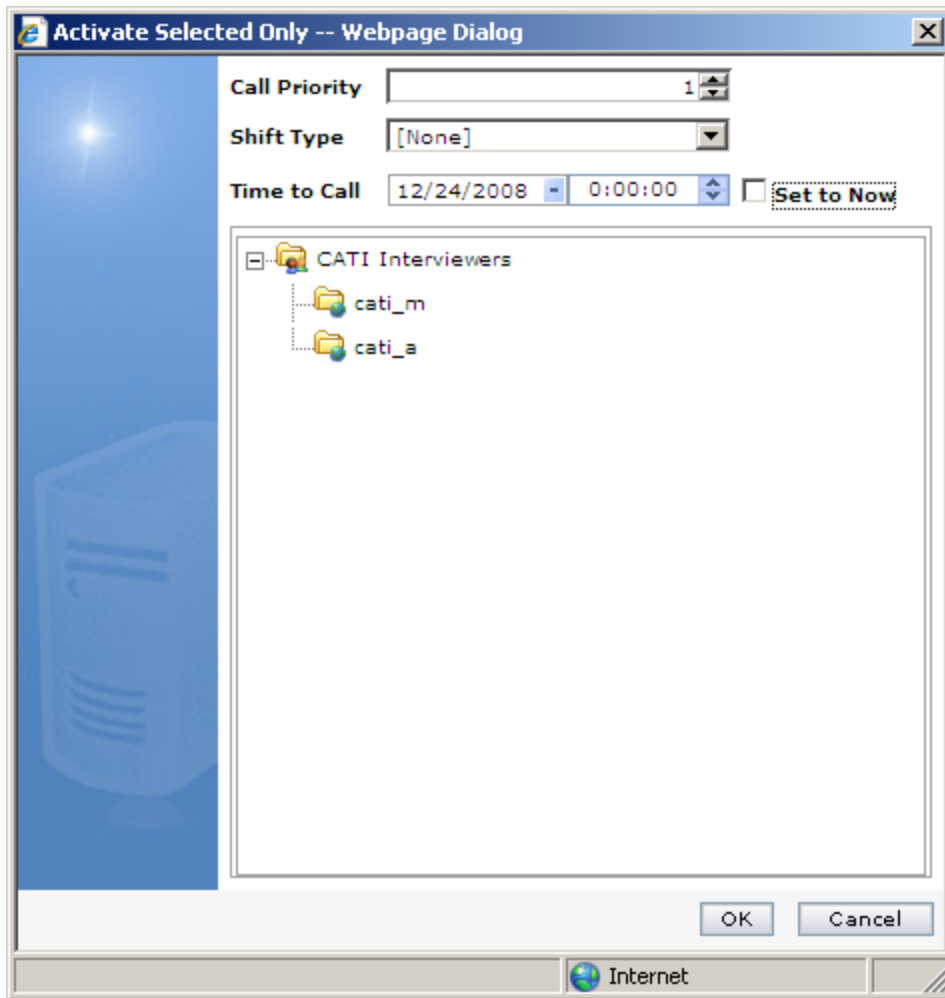 Activate Selected Only -- Webpage Dialog
Call Priority 1
Shift Type [None]
Time to Call 12/24/2008 0:00:00 Set to Now
CATI Interviewers
cati_m
cati_a
OK Cancel
Internet